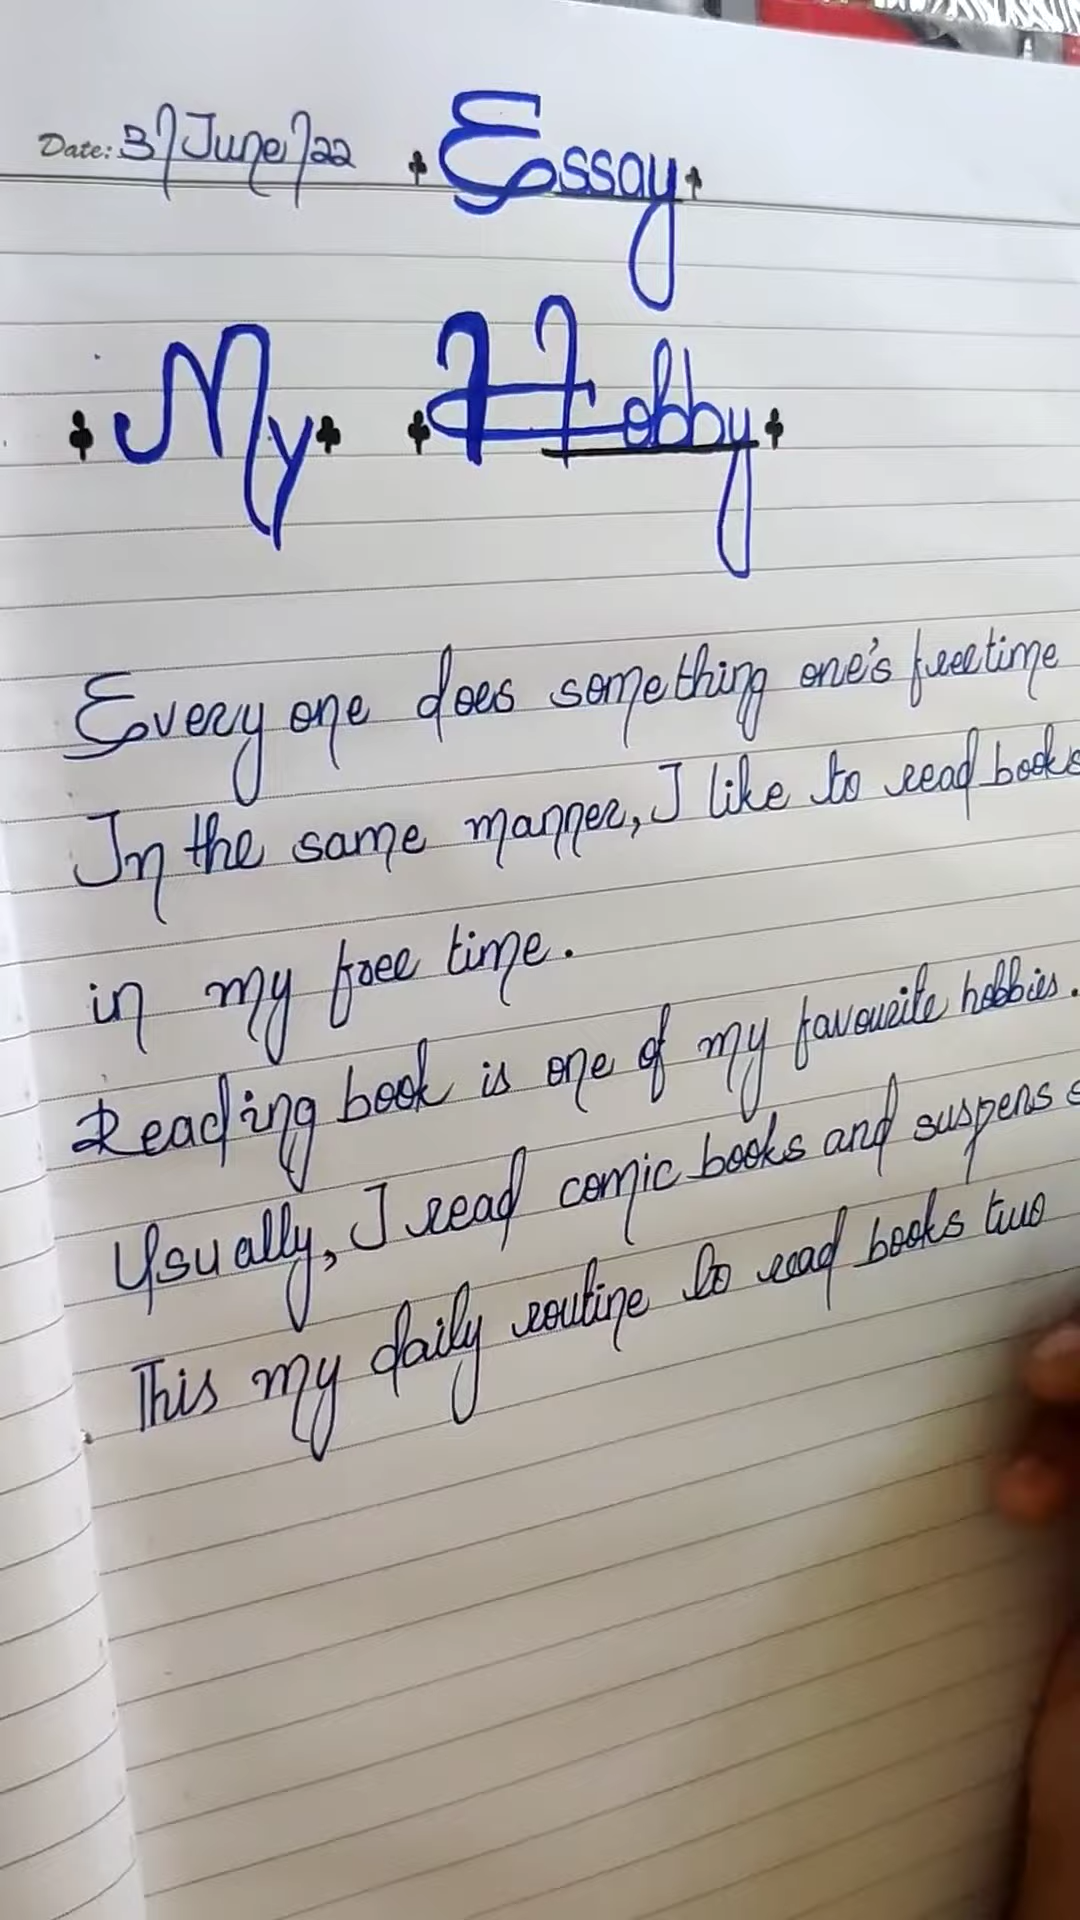 Date: 3/June/22
Essay
My Hobby
Every one does something one's freetime
In the same manner, I like to read books
in my free time.
Reading book is one of my favourite hobbies.
Usually, I read comic books and suspens
This my daily routine to read books two